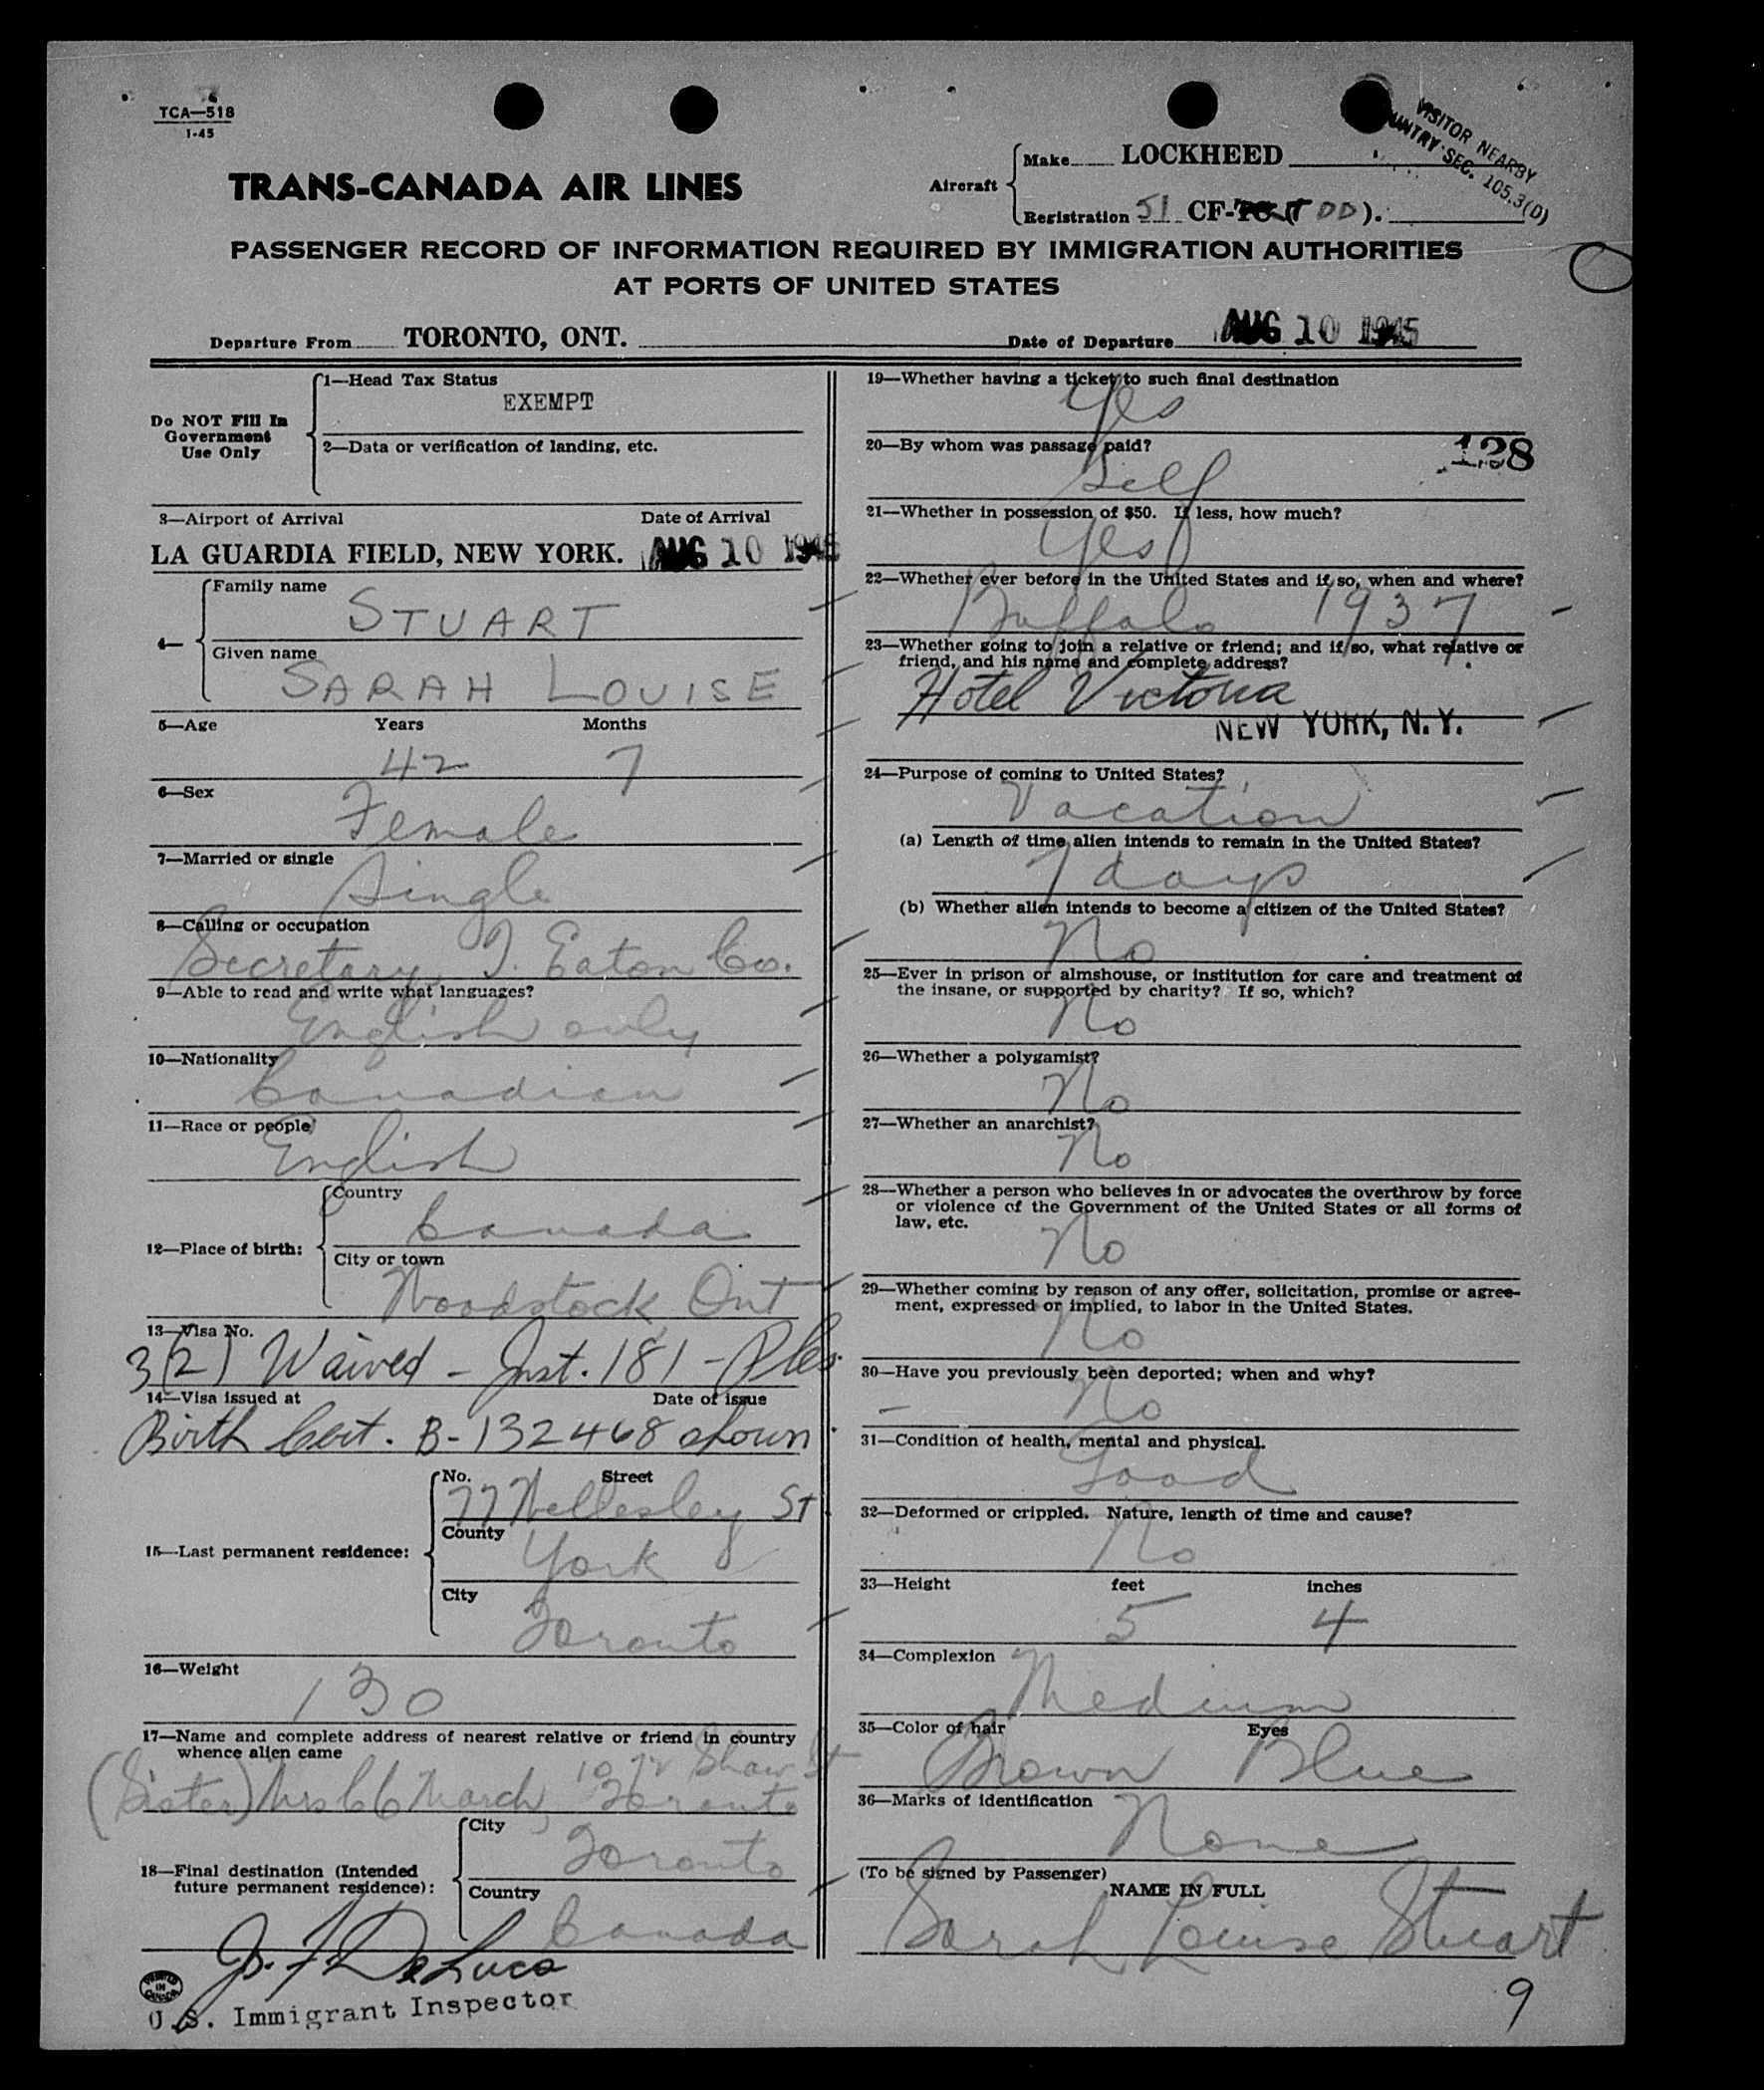 TCA—518
1-45
VISITOR NEARBY
UNTRY SEC. 105.3(D)
TRANS-CANADA AIR LINES
Aircraft
Make LOCKHEED
Registration 51 CF- (T DD).
PASSENGER RECORD OF INFORMATION REQUIRED BY IMMIGRATION AUTHORITIES
AT PORTS OF UNITED STATES
Departure From TORONTO, ONT. Date of Departure AUG 10 1945
Do NOT Fill In
Government
Use Only
1—Head Tax Status
EXEMPT
2—Data or verification of landing, etc.
3—Airport of Arrival Date of Arrival
LA GUARDIA FIELD, NEW YORK. AUG 10 1945
4—
Family name
STUART
Given name
SARAH LOUISE
5—Age Years Months
42 7
6—Sex
Female
7—Married or single
Single
8—Calling or occupation
Secretary, T. Eaton Co.
9—Able to read and write what languages?
English only
10—Nationality
Canadian
11—Race or people
English
12—Place of birth:
Country
Canada
City or town
Woodstock, Ont
13—Visa No.
3(2) Waived - Inst. 181 -
14—Visa issued at Date of issue
Birth Cert. B-132468 shown
15—Last permanent residence:
No. Street
77 Wellesley St
County
York
City
Toronto
16—Weight
130
17—Name and complete address of nearest relative or friend in country
whence alien came
1072 Shaw St
(Sister) Mrs March, Toronto
18—Final destination (Intended
future permanent residence):
City
Toronto
Country
Canada
DeLuca
PRINTED IN CANADA
U.S. Immigrant Inspector
19—Whether having a ticket to such final destination
Yes
20—By whom was passage paid?
128
Self
21—Whether in possession of $50. If less, how much?
Yes
22—Whether ever before in the United States and if so, when and where?
Buffalo 1937
23—Whether going to join a relative or friend; and if so, what relative or
friend, and his name and complete address?
Hotel Victoria
NEW YORK, N.Y.
24—Purpose of coming to United States?
Vacation
(a) Length of time alien intends to remain in the United States?
7 days
(b) Whether alien intends to become a citizen of the United States?
No
25—Ever in prison or almshouse, or institution for care and treatment of
the insane, or supported by charity? If so, which?
No
26—Whether a polygamist?
No
27—Whether an anarchist?
No
28—Whether a person who believes in or advocates the overthrow by force
or violence of the Government of the United States or all forms of
law, etc.
No
29—Whether coming by reason of any offer, solicitation, promise or agree-
ment, expressed or implied, to labor in the United States.
No
30—Have you previously been deported; when and why?
No
31—Condition of health, mental and physical.
Good
32—Deformed or crippled. Nature, length of time and cause?
No
33—Height feet inches
5 4
34—Complexion
Medium
35—Color of hair Eyes
Brown Blue
36—Marks of identification
None
(To be signed by Passenger)
NAME IN FULL
Sarah Louise Stuart
9